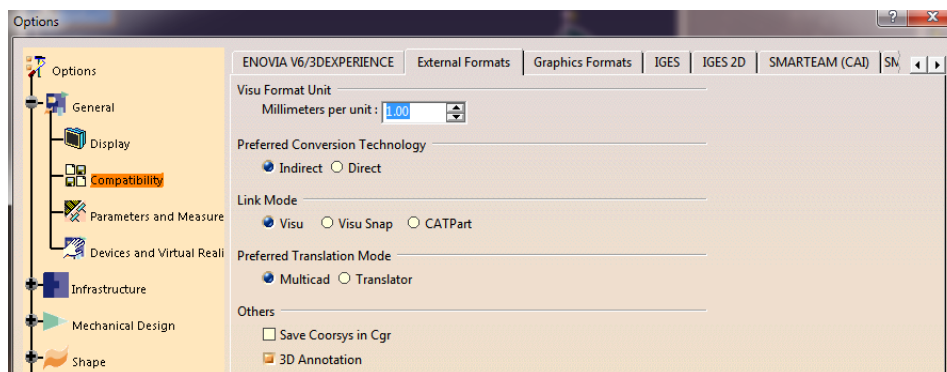 Options
ENOVIA V6/3DEXPERIENCE External Formats Graphics Formats IGES IGES 2D SMARTEAM (CAI) SM
Options
General
Display
Compatibility
Parameters and Measure
Devices and Virtual Reali
Infrastructure
Mechanical Design
Shape
Visu Format Unit
Millimeters per unit : 1.00
Preferred Conversion Technology
Indirect Direct
Link Mode
Visu Visu Snap CATPart
Preferred Translation Mode
Multicad Translator
Others
Save Coorsys in Cgr
3D Annotation